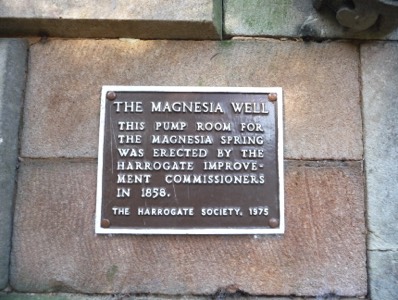 THE MAGNESIA WELL
THIS PUMP ROOM FOR
THE MAGNESIA SPRING
WAS ERECTED BY THE
HARROGATE IMPROVE-
MENT COMMISSIONERS
IN 1858.
THE HARROGATE SOCIETY, 1975